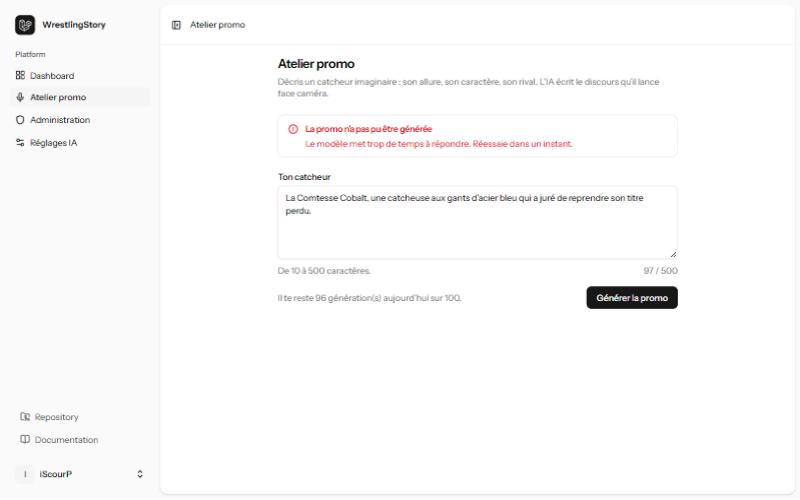 WrestlingStory
Platform
Dashboard
Atelier promo
Administration
Réglages IA
Repository
Documentation
I
iScourP
Atelier promo
Atelier promo
Décris un catcheur imaginaire : son allure, son caractère, son rival. L'IA écrit le discours qu'il lance
face caméra.
La promo n'a pas pu être générée
Le modèle met trop de temps à répondre. Réessaie dans un instant.
Ton catcheur
La Comtesse Cobalt, une catcheuse aux gants d'acier bleu qui a juré de reprendre son titre
perdu.
De 10 à 500 caractères.
97 / 500
Il te reste 96 génération(s) aujourd'hui sur 100.
Générer la promo